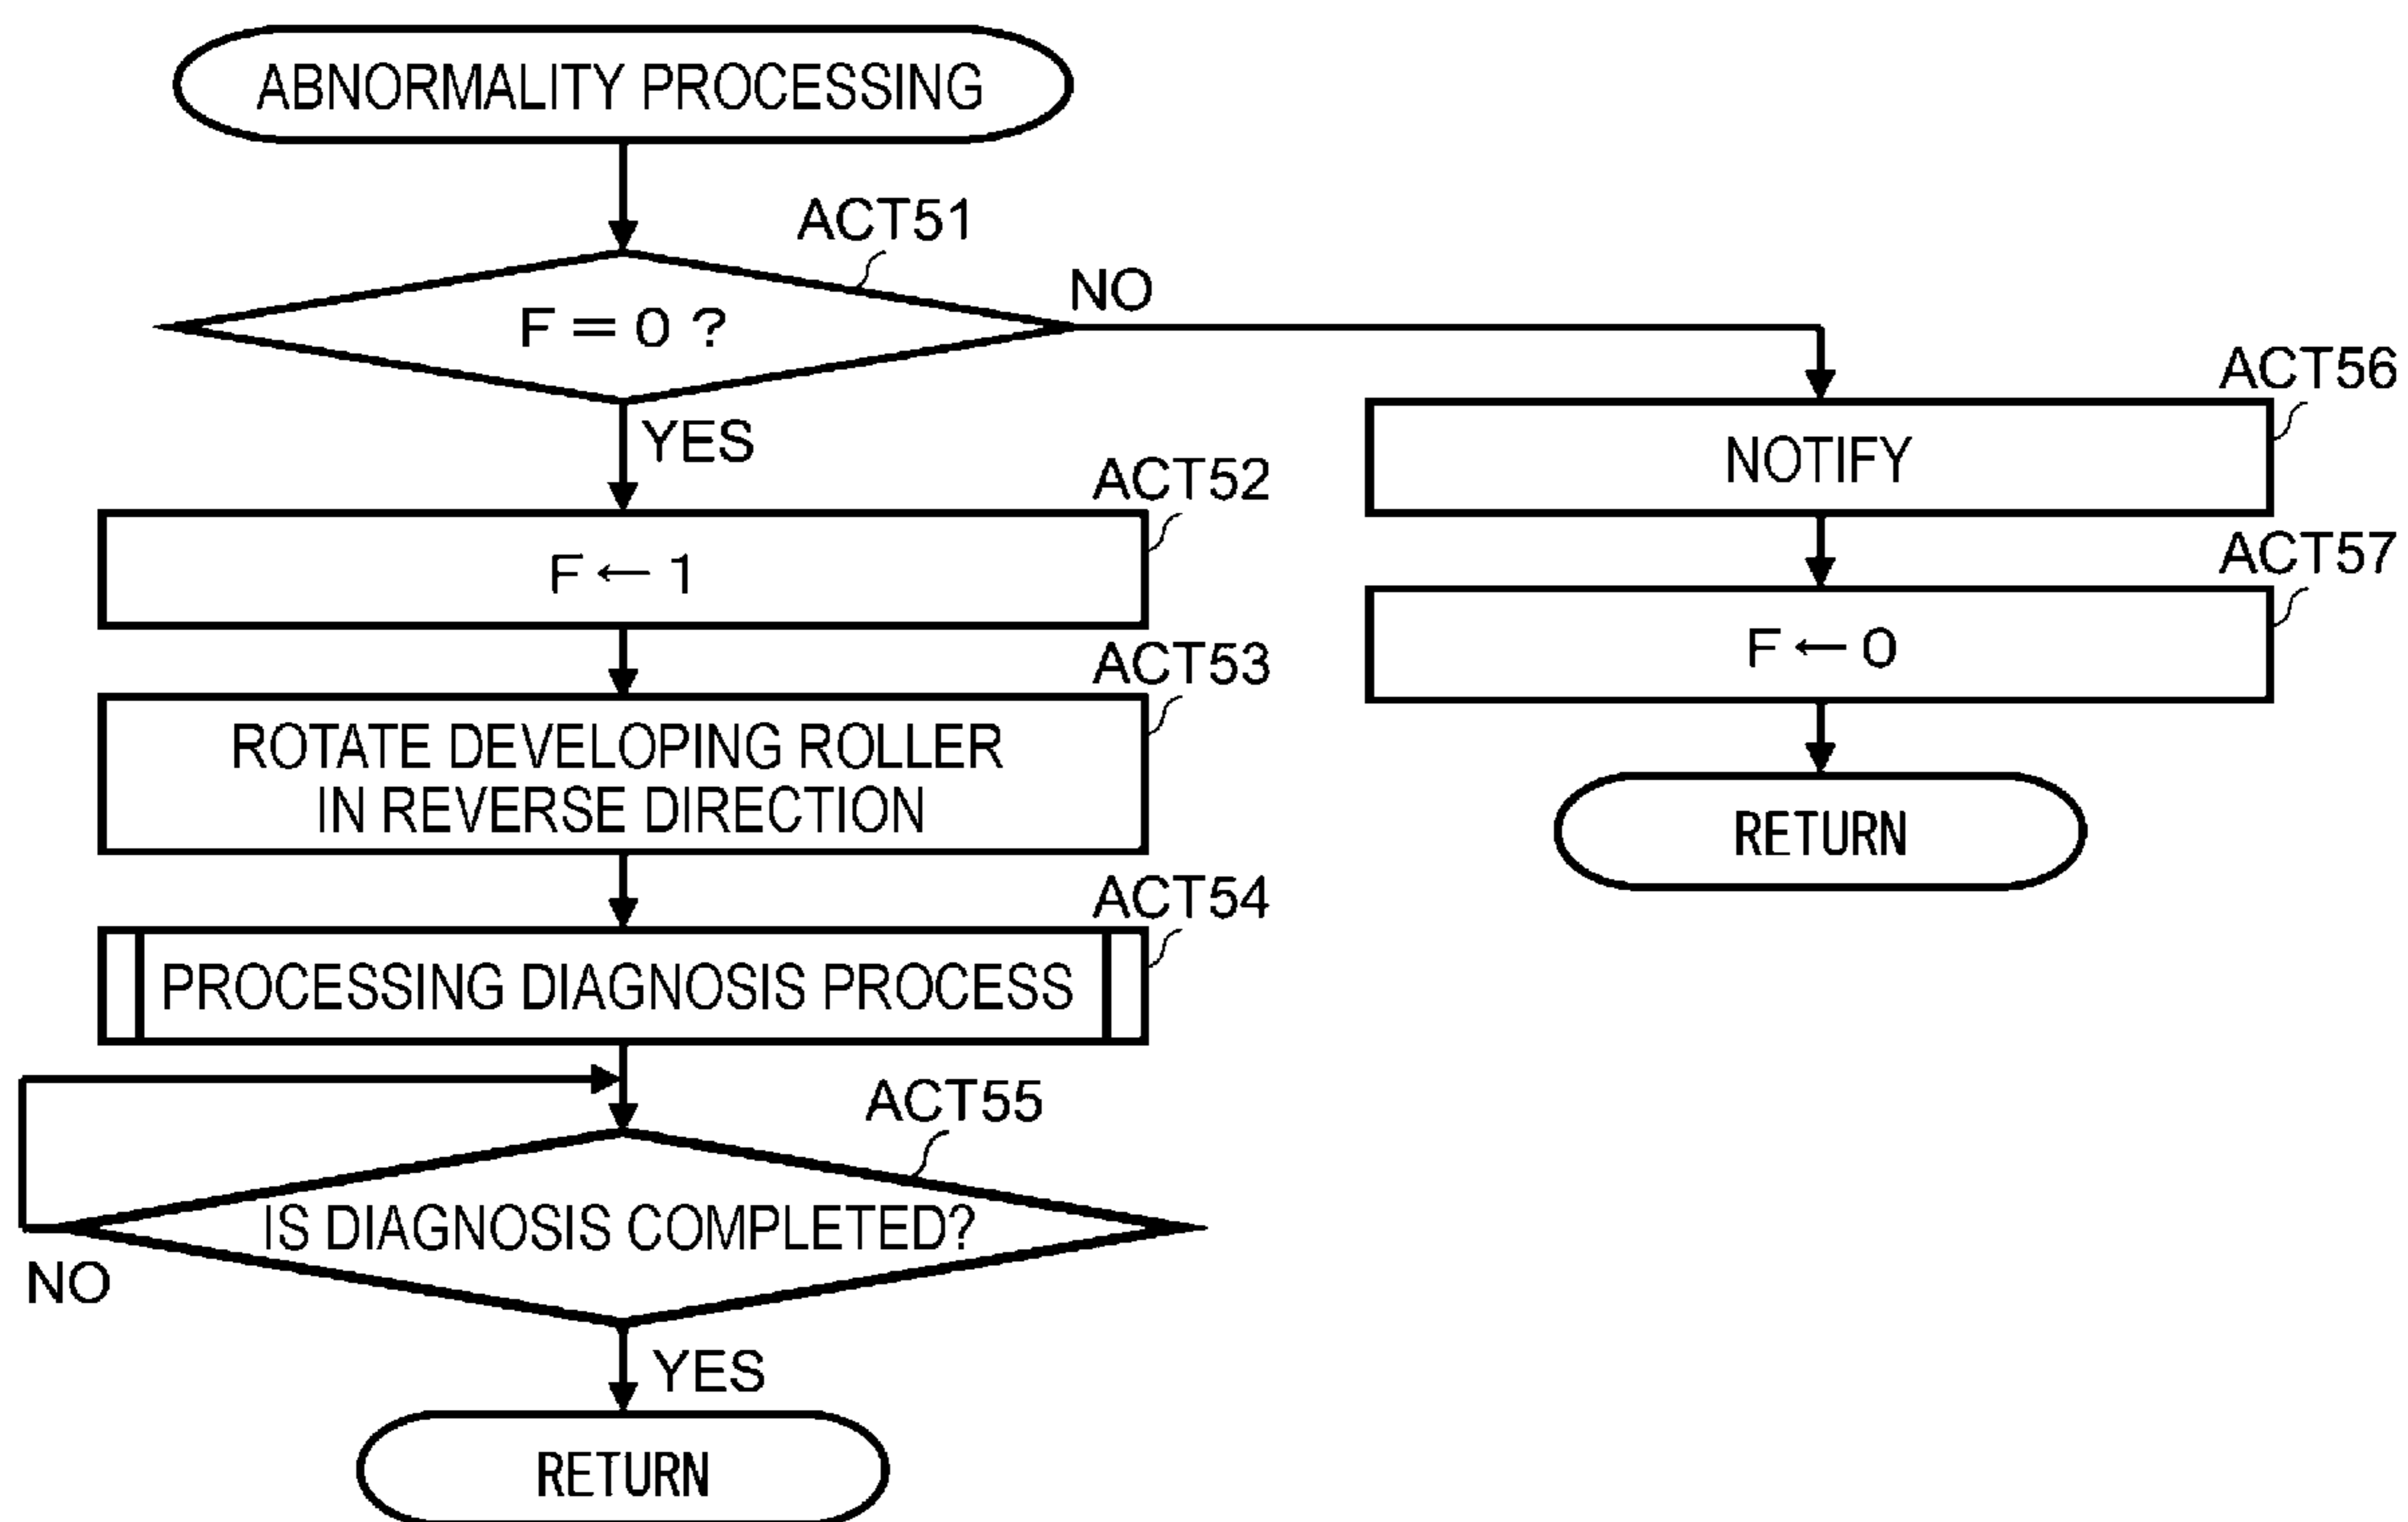 ABNORMALITY PROCESSING
ACT51
F = 0 ?
NO
YES
ACT52
F ← 1
ACT53
ROTATE DEVELOPING ROLLER
IN REVERSE DIRECTION
ACT54
PROCESSING DIAGNOSIS PROCESS
ACT55
IS DIAGNOSIS COMPLETED?
NO
YES
RETURN
ACT56
NOTIFY
ACT57
F ← 0
RETURN